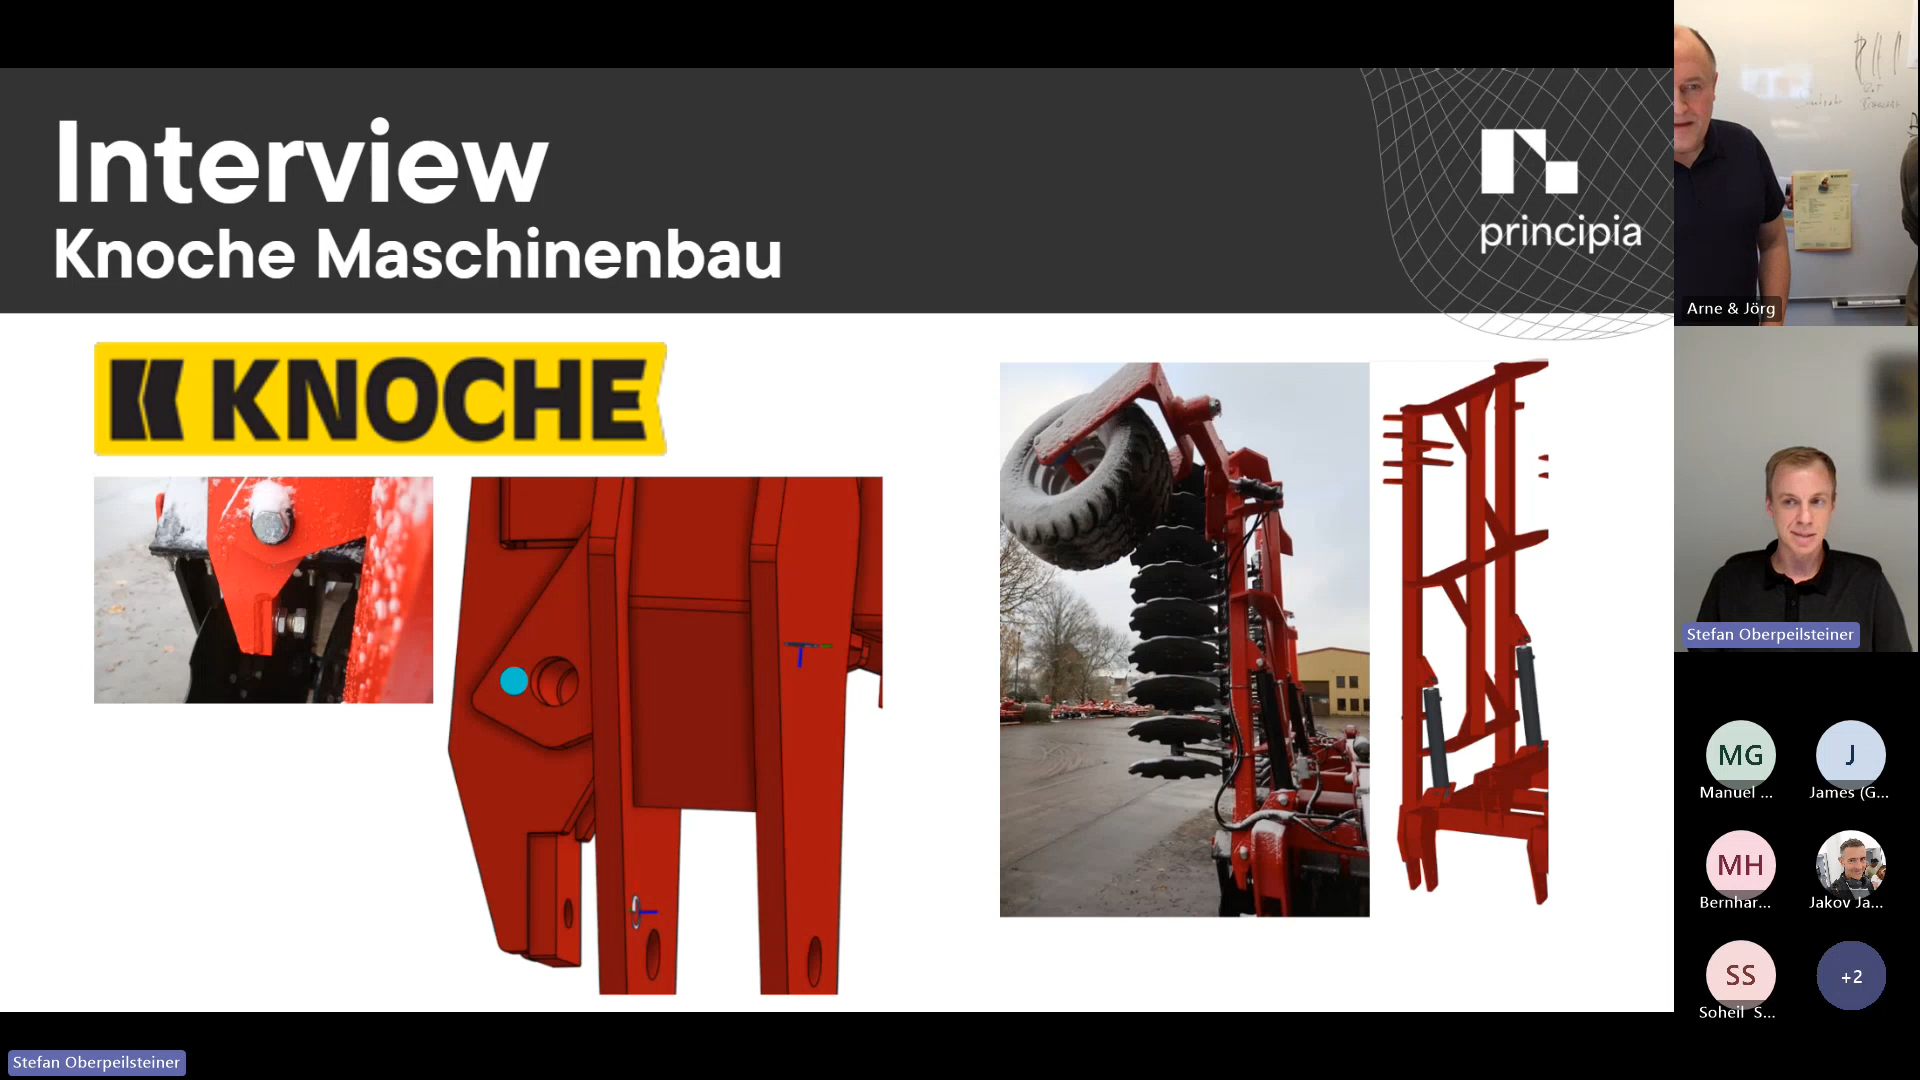 Interview
Knoche Maschinenbau
principia
KNOCHE
Arne & Jörg
Stefan Oberpeilsteiner
MG
Manuel ...
J
James (G...
MH
Bernhar...
Jakov Ja...
SS
Soheil S...
+2
Stefan Oberpeilsteiner